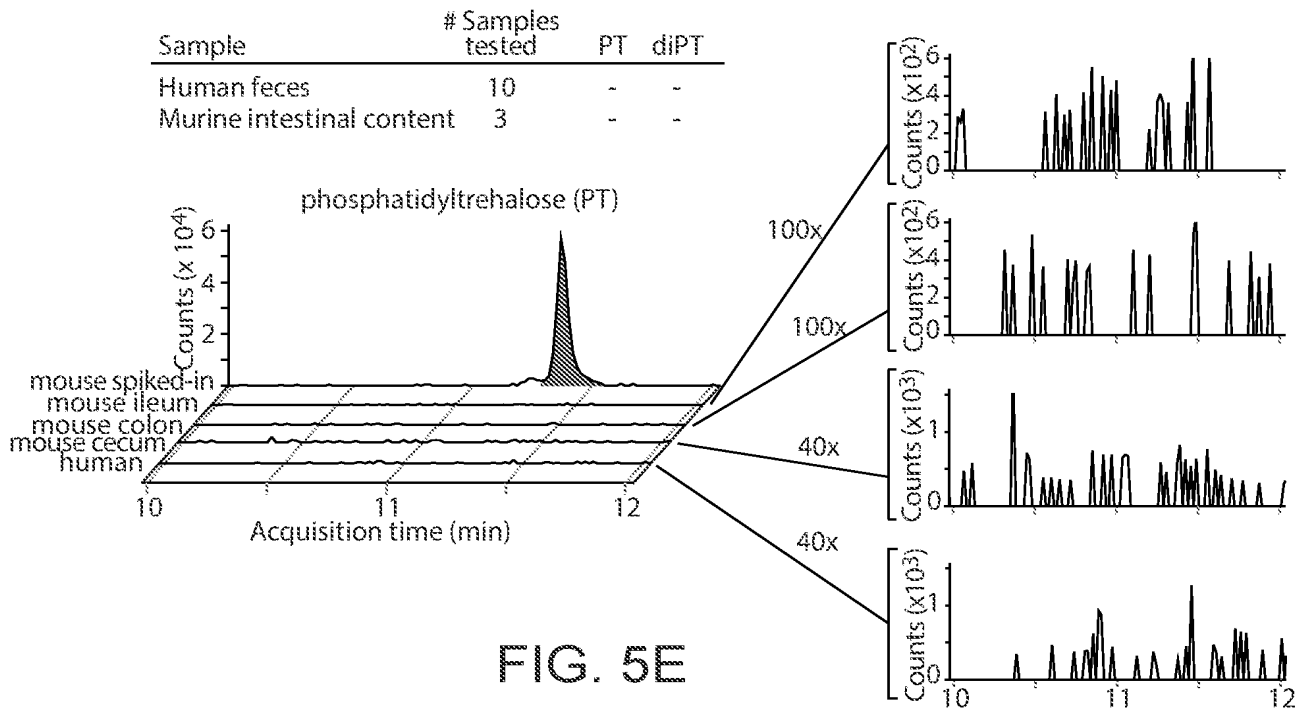 # Samples
Sample tested PT diPT
Human feces 10 - -
Murine intestinal content 3 - -
phosphatidyltrehalose (PT)
Counts (x 10⁴)
6
4
2
mouse spiked-in
mouse ileum
mouse colon
mouse cecum
human
10 11 12
Acquisition time (min)
100x
100x
40x
40x
Counts (x10²)
6
4
2
0
Counts (x10²)
6
4
2
0
Counts (x10³)
1
0
Counts (x10³)
1
0
10 11 12
FIG. 5E